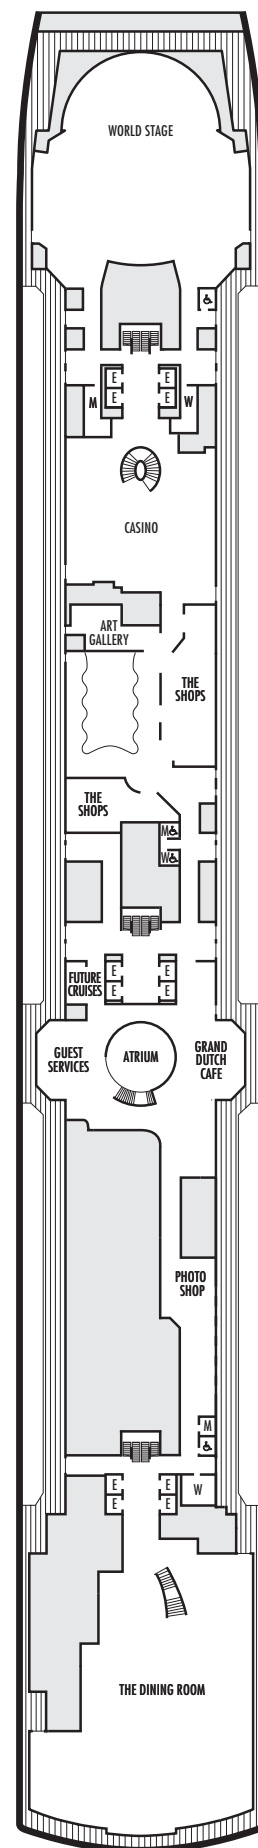 WORLD STAGE
E
E
E
E
M
W
CASINO
ART
GALLERY
THE
SHOPS
THE
SHOPS
M
W
E
E
E
E
FUTURE
CRUISES
GUEST
SERVICES
ATRIUM
GRAND
DUTCH
CAFE
PHOTO
SHOP
M
E
E
E
E
W
THE DINING ROOM